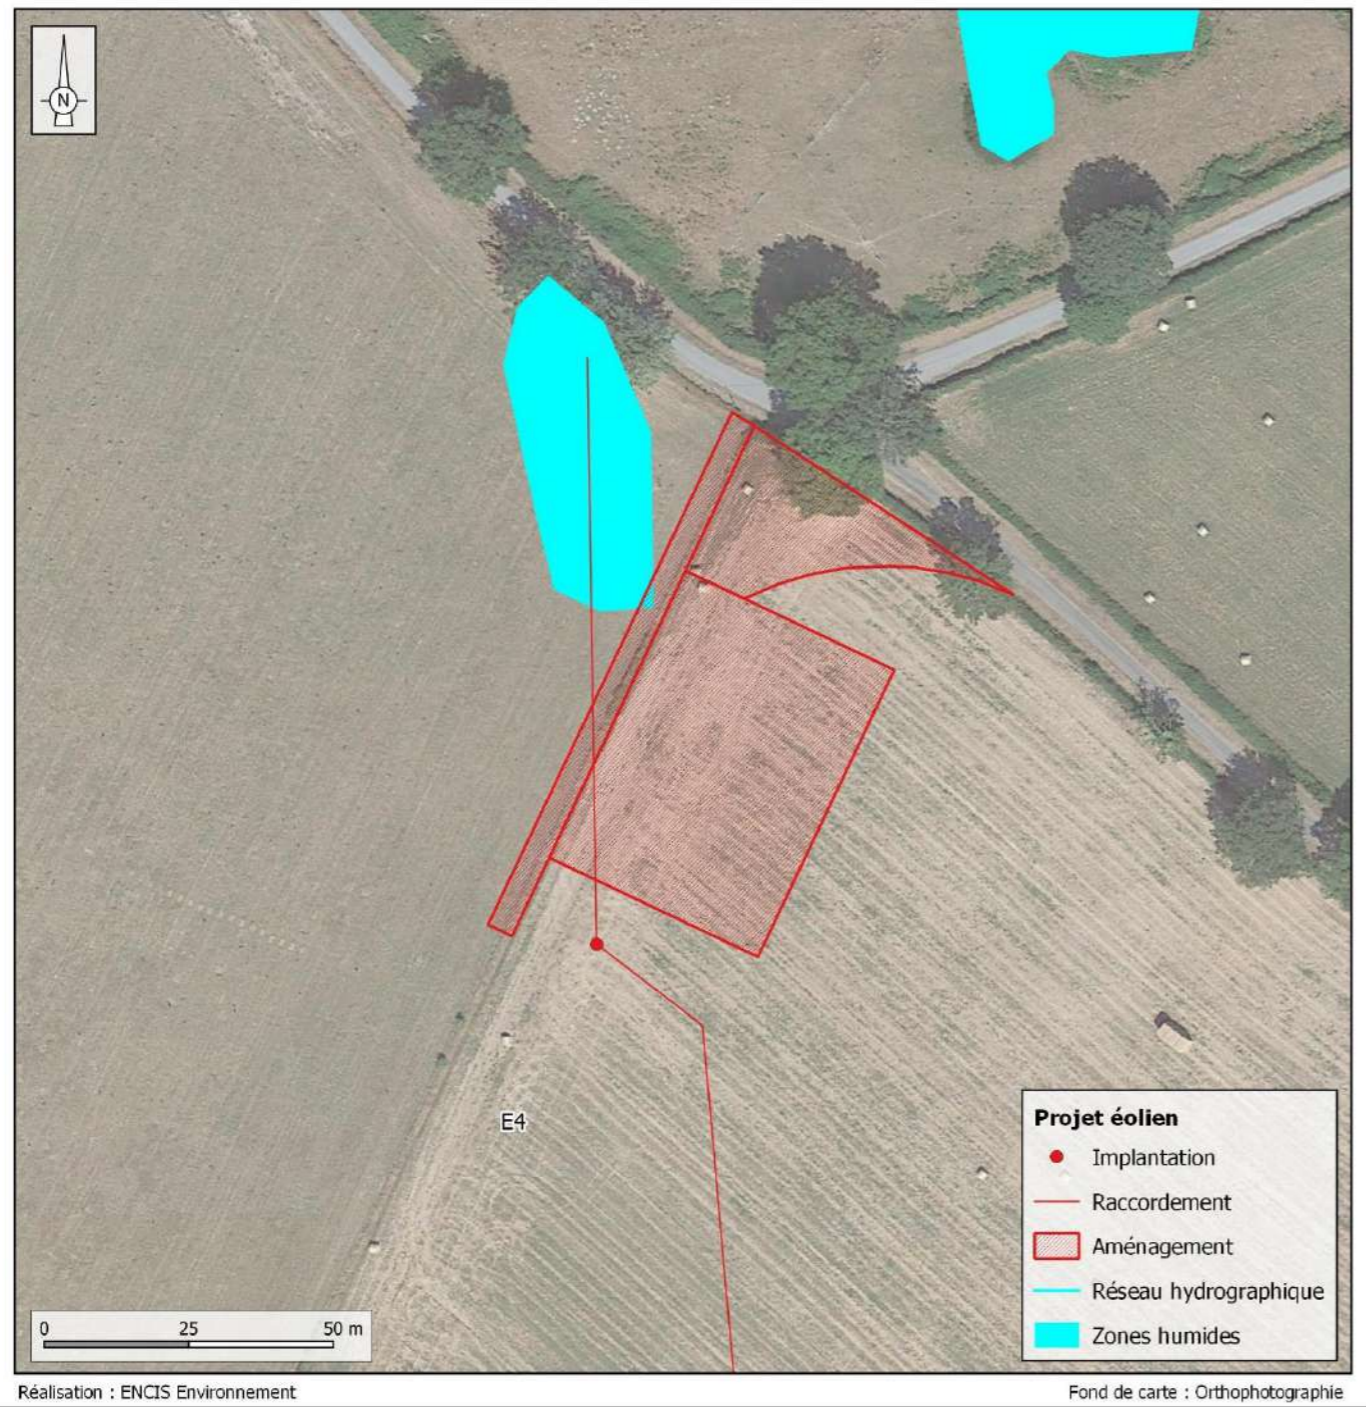 N
E4
Projet éolien
Implantation
Raccordement
Aménagement
Réseau hydrographique
Zones humides
0 25 50 m
Réalisation : ENCIS Environnement
Fond de carte : Orthophotographie